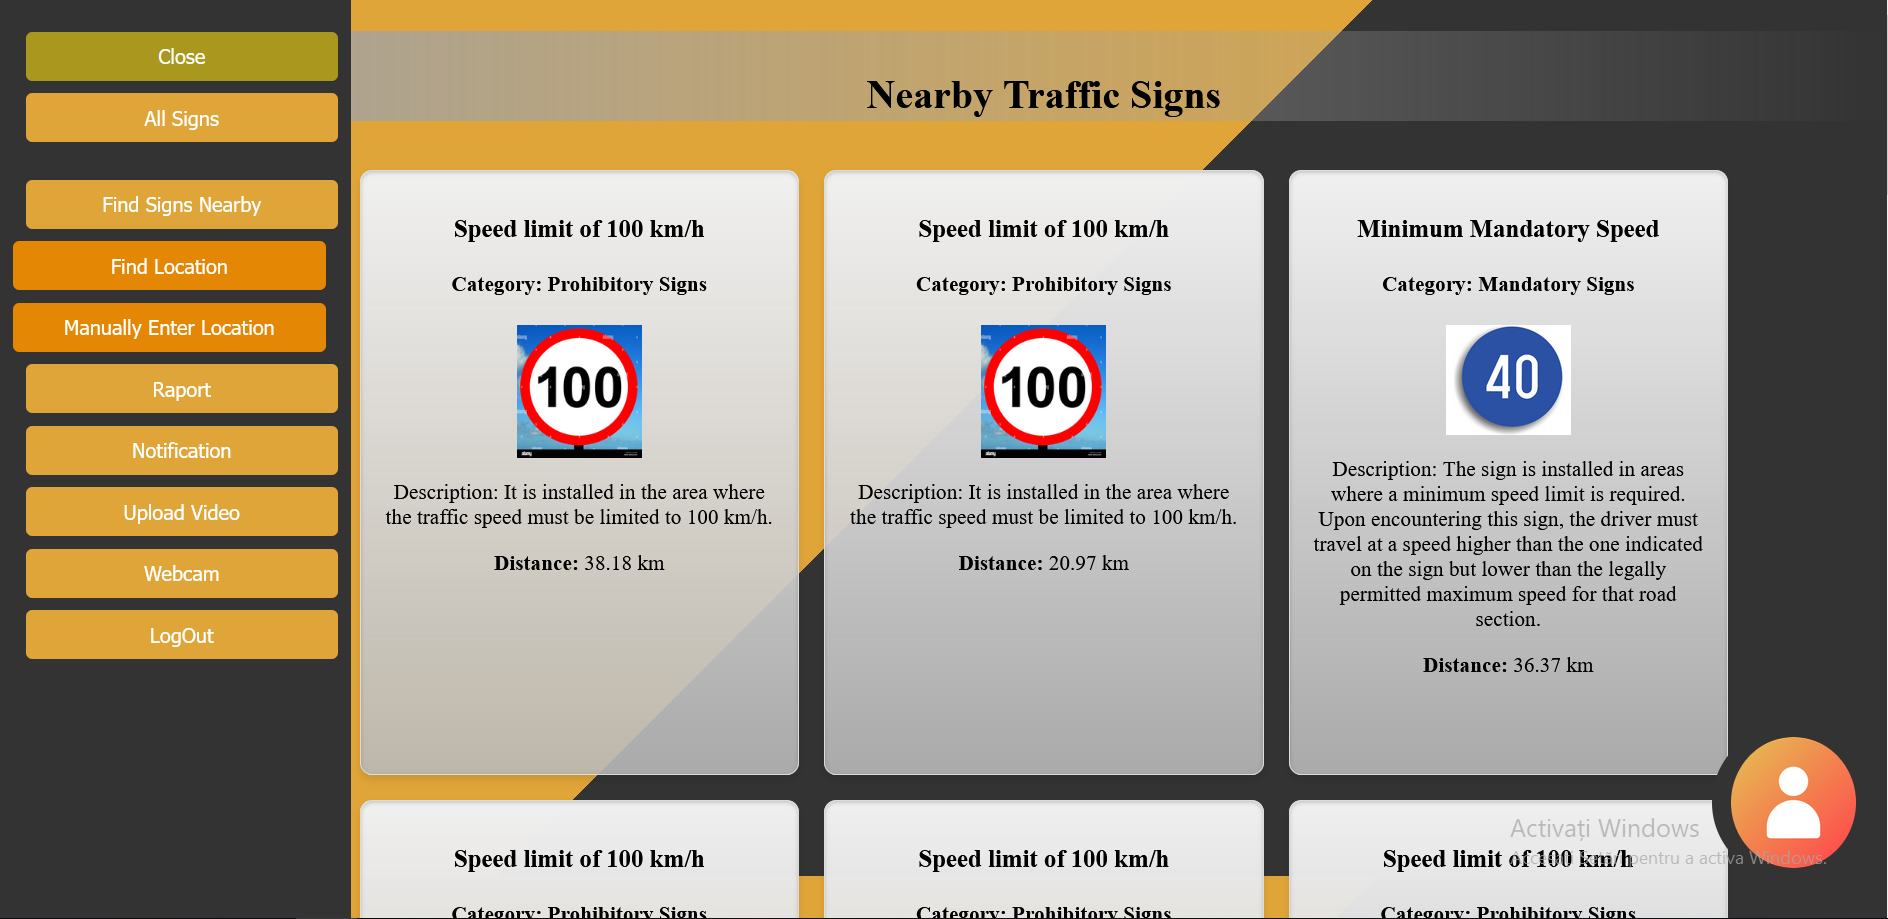 Close
All Signs
Find Signs Nearby
Find Location
Manually Enter Location
Raport
Notification
Upload Video
Webcam
LogOut
Nearby Traffic Signs
Speed limit of 100 km/h
Category: Prohibitory Signs
100
Description: It is installed in the area where
the traffic speed must be limited to 100 km/h.
Distance: 38.18 km
Speed limit of 100 km/h
Category: Prohibitory Signs
100
Description: It is installed in the area where
the traffic speed must be limited to 100 km/h.
Distance: 20.97 km
Minimum Mandatory Speed
Category: Mandatory Signs
40
Description: The sign is installed in areas
where a minimum speed limit is required.
Upon encountering this sign, the driver must
travel at a speed higher than the one indicated
on the sign but lower than the legally
permitted maximum speed for that road
section.
Distance: 36.37 km
Speed limit of 100 km/h
Category: Prohibitory Signs
Speed limit of 100 km/h
Category: Prohibitory Signs
Speed limit of 100 km/h
Category: Prohibitory Signs
Activați Windows
pentru a activa Windows.